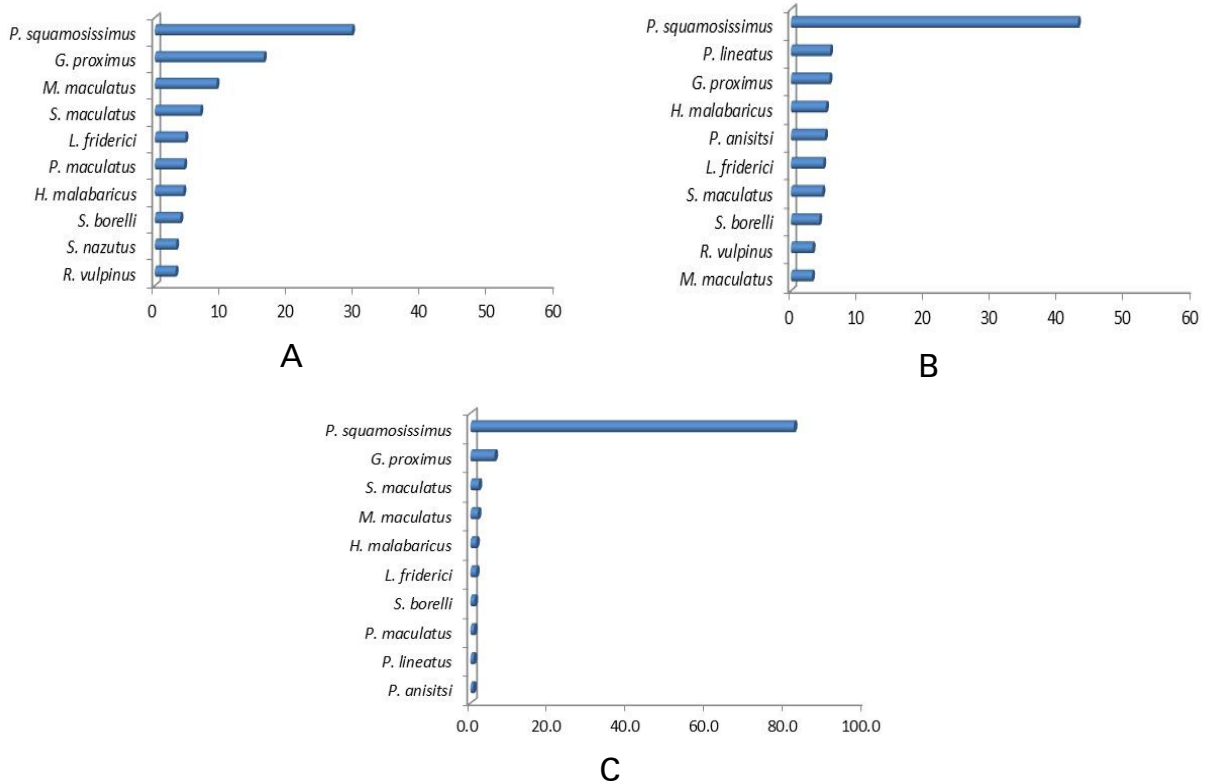 P. squamosissimus
G. proximus
M. maculatus
S. maculatus
L. friderici
P. maculatus
H. malabaricus
S. borelli
S. nazutus
R. vulpinus
0 10 20 30 40 50 60
A
P. squamosissimus
P. lineatus
G. proximus
H. malabaricus
P. anisitsi
L. friderici
S. maculatus
S. borelli
R. vulpinus
M. maculatus
0 10 20 30 40 50 60
B
P. squamosissimus
G. proximus
S. maculatus
M. maculatus
H. malabaricus
L. friderici
S. borelli
P. maculatus
P. lineatus
P. anisitsi
0.0 20.0 40.0 60.0 80.0 100.0
C